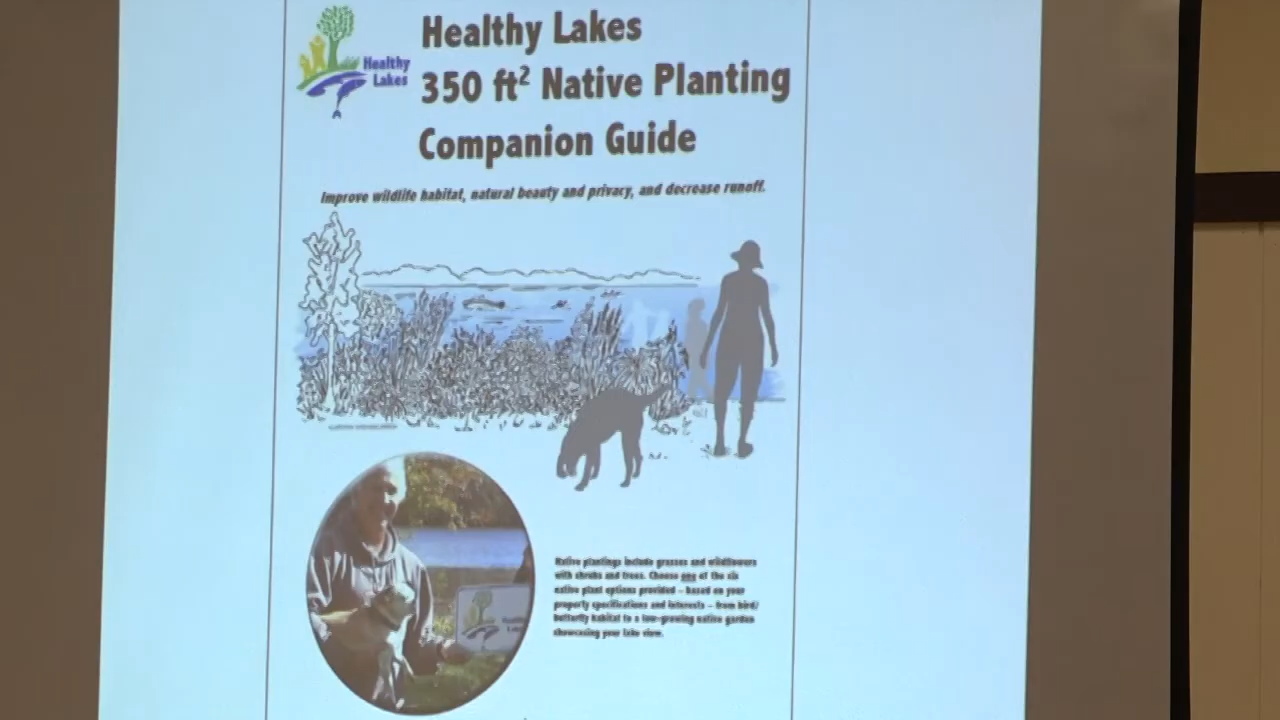 Healthy Lakes
350 ft² Native Planting
Companion Guide
Healthy
Lakes
Improve wildlife habitat, natural beauty and privacy, and decrease runoff.
Native plantings include grasses and wildflowers
with shrubs and trees. Choose one of the six
native plant options provided – based on your
property specifications and interests – from bird/
butterfly habitat to a low-growing native garden
showcasing your lake view.